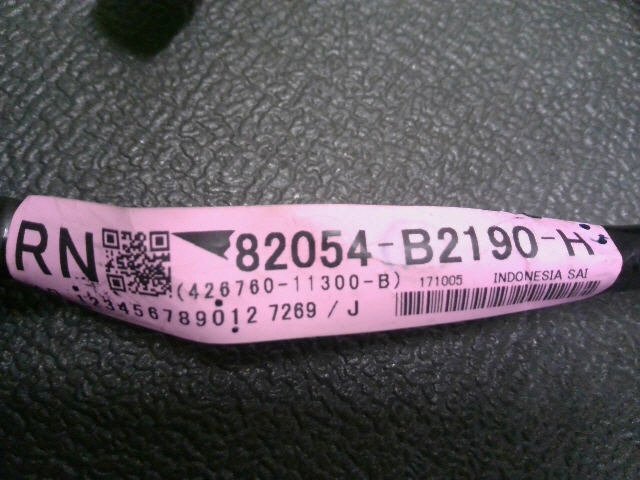 RN 82054-B2190-H
(426760-11300-B) 171005 INDONESIA SAI
123456789012 7269 / J